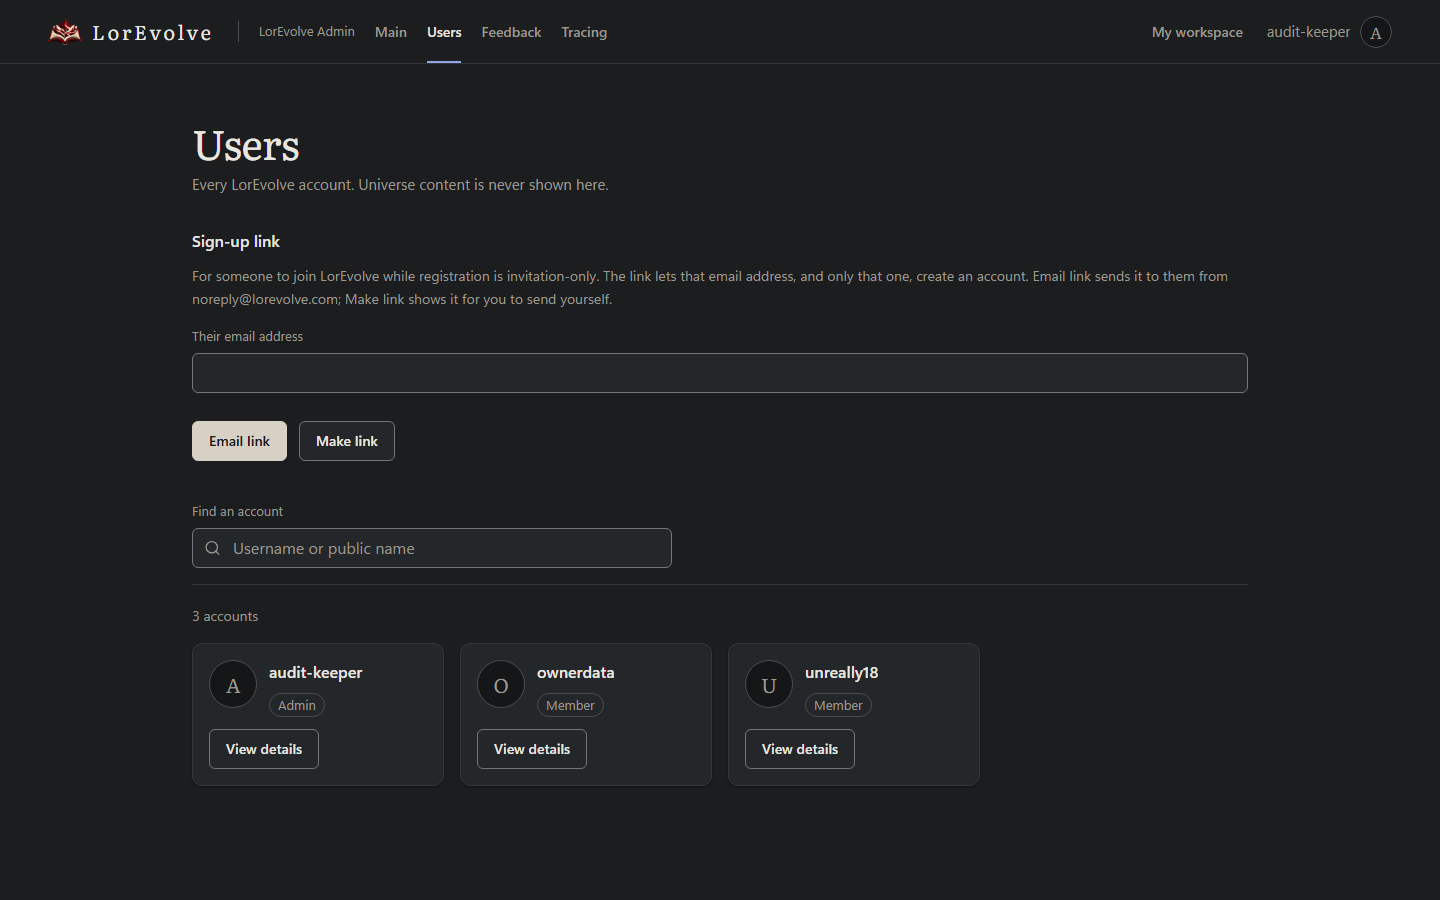 LorEvolve
LorEvolve Admin Main Users Feedback Tracing
My workspace audit-keeper A
Users
Every LorEvolve account. Universe content is never shown here.
Sign-up link
For someone to join LorEvolve while registration is invitation-only. The link lets that email address, and only that one, create an account. Email link sends it to them from
noreply@lorevolve.com; Make link shows it for you to send yourself.
Their email address
Email link Make link
Find an account
Username or public name
3 accounts
A audit-keeper
Admin
View details
O ownerdata
Member
View details
U unreally18
Member
View details